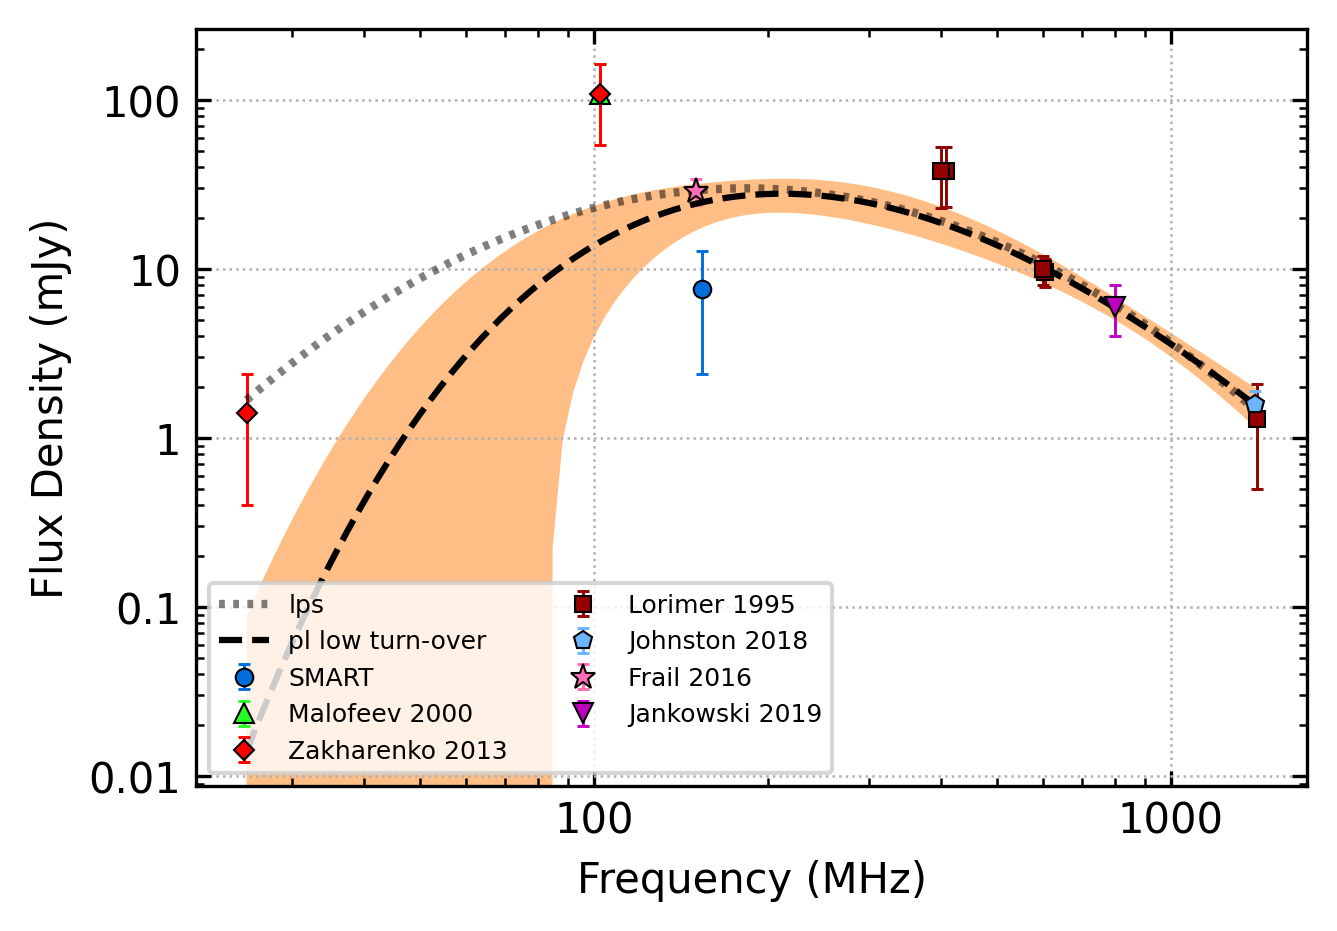 Flux Density (mJy)
100
10
1
0.1
0.01
lps
pl low turn-over
SMART
Malofeev 2000
Zakharenko 2013
Lorimer 1995
Johnston 2018
Frail 2016
Jankowski 2019
100
1000
Frequency (MHz)